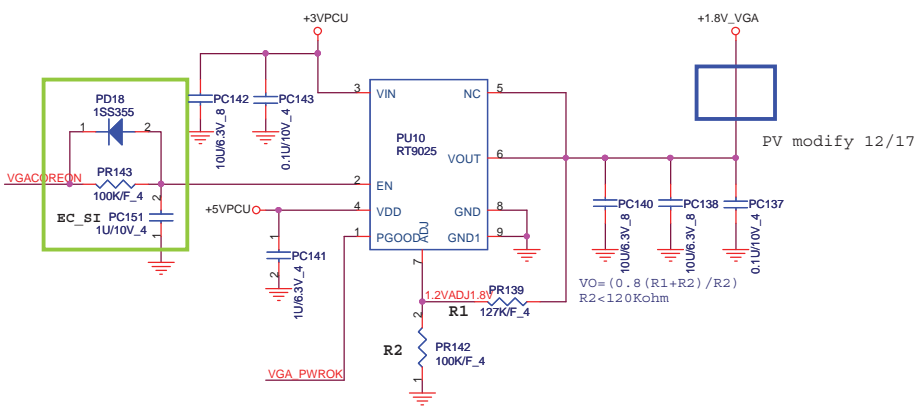 +3VPCU
+1.8V_VGA
PD18
1SS355
1
2
PC142
10U/6.3V_8
PC143
0.1U/10V_4
3
VIN
NC
5
PU10
RT9025
PV modify 12/17
VOUT
6
VGACOREON
PR143
100K/F_4
2
EN
EC_SI
PC151
1U/10V_4
2
1
+5VPCU
4
VDD
GND
8
1
PGOOD
ADJ
GND1
9
PC140
10U/6.3V_8
PC138
10U/6.3V_8
PC137
0.1U/10V_4
1
2
PC141
1U/6.3V_4
7
VO=(0.8(R1+R2)/R2)
R2<120Kohm
1.2VADJ1.8V
PR139
127K/F_4
R1
2
R2
PR142
100K/F_4
1
VGA_PWROK